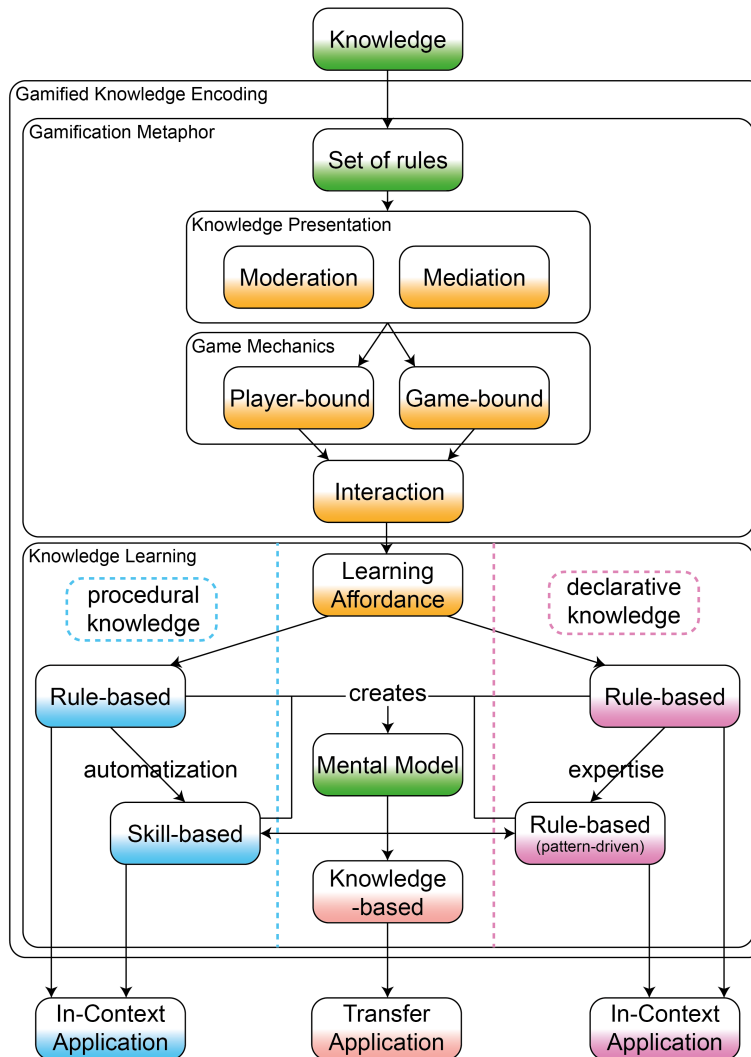 Knowledge
Gamified Knowledge Encoding
Gamification Metaphor
Set of rules
Knowledge Presentation
Moderation
Mediation
Game Mechanics
Player-bound
Game-bound
Interaction
Knowledge Learning
Learning
Affordance
procedural
knowledge
declarative
knowledge
Rule-based
creates
Rule-based
Mental Model
automatization
expertise
Skill-based
Rule-based
(pattern-driven)
Knowledge
-based
In-Context
Application
Transfer
Application
In-Context
Application